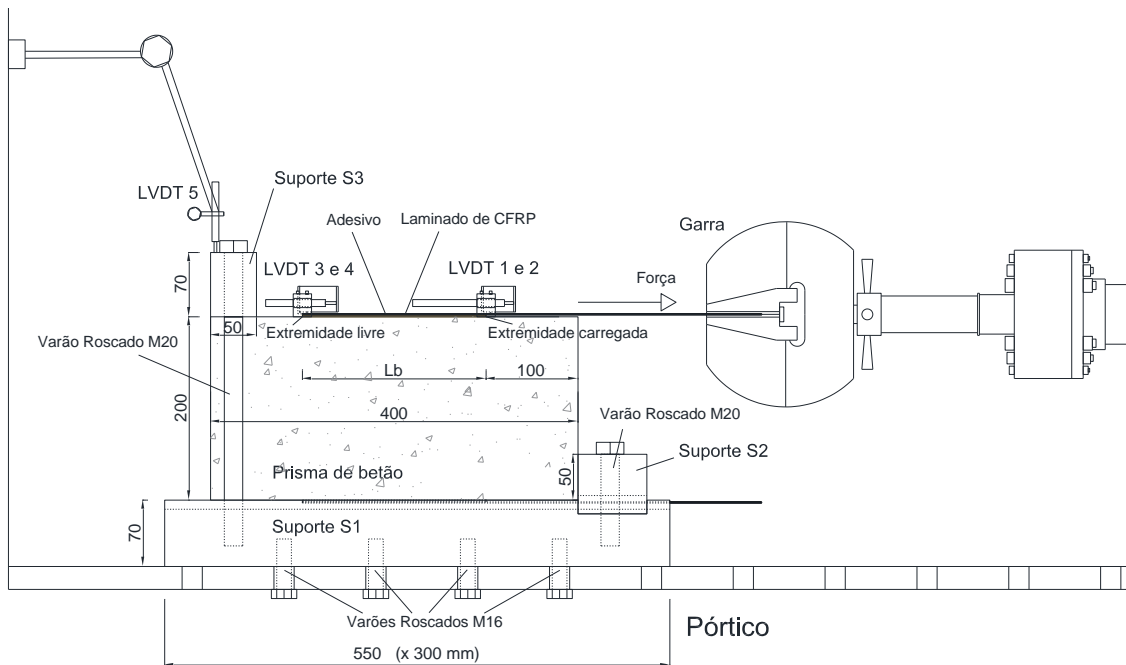 LVDT 5
Suporte S3
Adesivo
Laminado de CFRP
Garra
LVDT 3 e 4
LVDT 1 e 2
Força
70
50
Extremidade livre
Extremidade carregada
Varão Roscado M20
Lb
100
200
400
Varão Roscado M20
Suporte S2
50
Prisma de betão
70
Suporte S1
Varões Roscados M16
Pórtico
550 (x 300 mm)